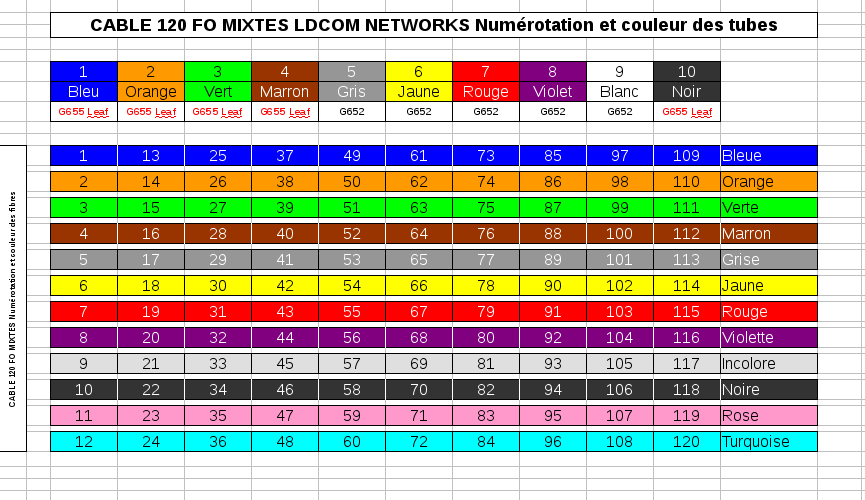 CABLE 120 FO MIXTES LDCOM NETWORKS Numérotation et couleur des tubes
1 2 3 4 5 6 7 8 9 10
Bleu Orange Vert Marron Gris Jaune Rouge Violet Blanc Noir
G655 Leaf G655 Leaf G655 Leaf G655 Leaf G652 G652 G652 G652 G652 G655 Leaf
CABLE 120 FO MIXTES Numérotation et couleur des fibres
1 13 25 37 49 61 73 85 97 109 Bleue
2 14 26 38 50 62 74 86 98 110 Orange
3 15 27 39 51 63 75 87 99 111 Verte
4 16 28 40 52 64 76 88 100 112 Marron
5 17 29 41 53 65 77 89 101 113 Grise
6 18 30 42 54 66 78 90 102 114 Jaune
7 19 31 43 55 67 79 91 103 115 Rouge
8 20 32 44 56 68 80 92 104 116 Violette
9 21 33 45 57 69 81 93 105 117 Incolore
10 22 34 46 58 70 82 94 106 118 Noire
11 23 35 47 59 71 83 95 107 119 Rose
12 24 36 48 60 72 84 96 108 120 Turquoise